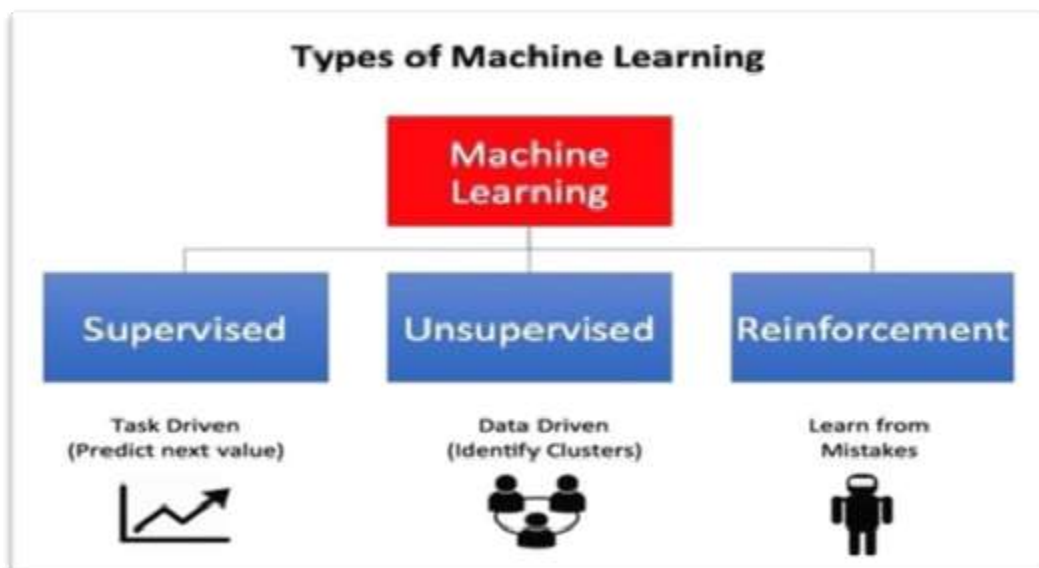 Types of Machine Learning
Machine
Learning
Supervised
Unsupervised
Reinforcement
Task Driven
(Predict next value)
Data Driven
(Identify Clusters)
Learn from
Mistakes